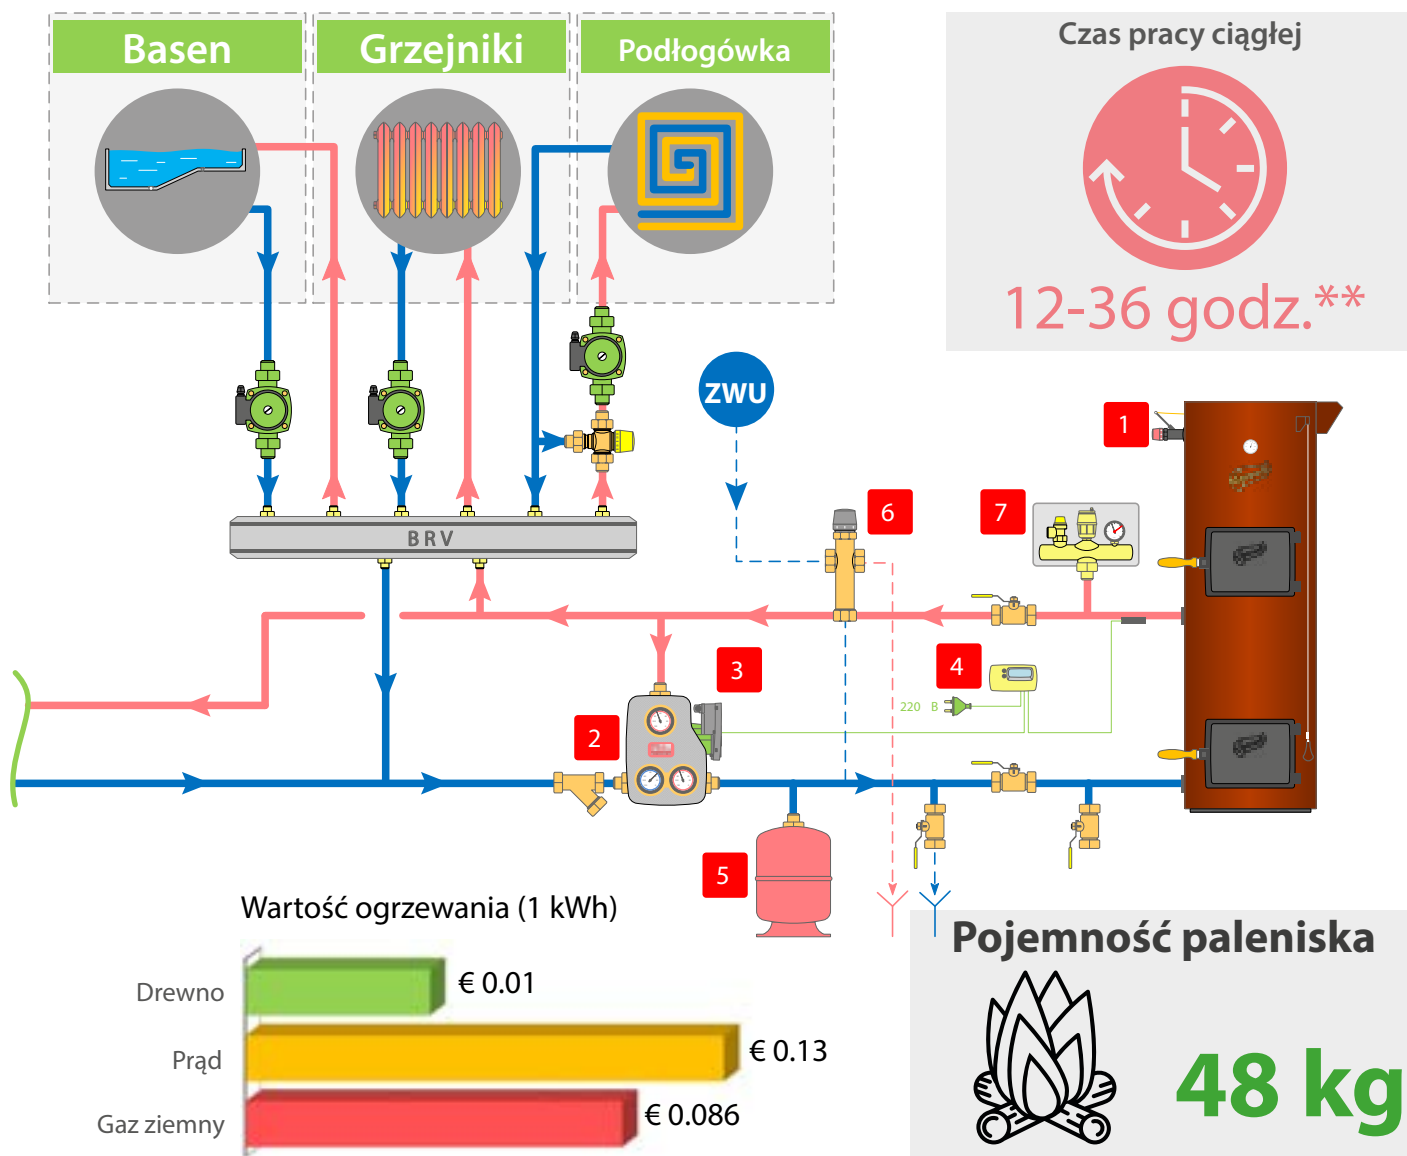 Basen
Grzejniki
Podłogówka
Czas pracy ciągłej
12-36 godz.**
ZWU
1
6
7
BRV
3
4
220 В
2
5
Wartość ogrzewania (1 kWh)
Drewno
€ 0.01
Prąd
€ 0.13
Gaz ziemny
€ 0.086
Pojemność paleniska
48 kg